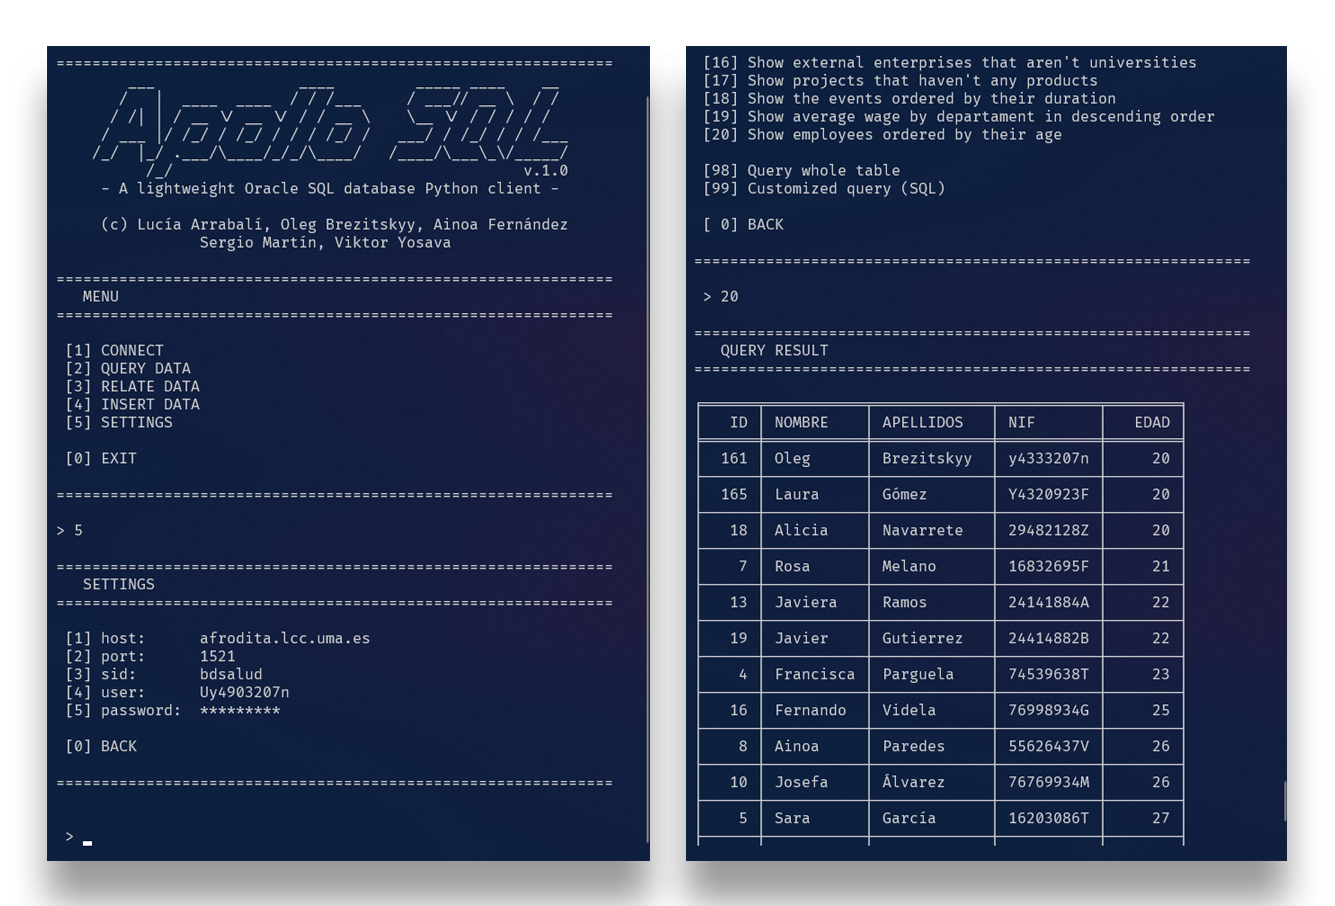 Apolo SQL
v.1.0
- A lightweight Oracle SQL database Python client -
(c) Lucía Arrabalí, Oleg Brezitskyy, Ainoa Fernández
Sergio Martín, Viktor Yosava
MENU
[1] CONNECT
[2] QUERY DATA
[3] RELATE DATA
[4] INSERT DATA
[5] SETTINGS
[0] EXIT
> 5
SETTINGS
[1] host: afrodita.lcc.uma.es
[2] port: 1521
[3] sid: bdsalud
[4] user: Uy4903207n
[5] password: *********
[0] BACK
>
[16] Show external enterprises that aren't universities
[17] Show projects that haven't any products
[18] Show the events ordered by their duration
[19] Show average wage by departament in descending order
[20] Show employees ordered by their age
[98] Query whole table
[99] Customized query (SQL)
[ 0] BACK
> 20
QUERY RESULT
ID NOMBRE APELLIDOS NIF EDAD
161 Oleg Brezitskyy y4333207n 20
165 Laura Gómez Y4320923F 20
18 Alicia Navarrete 29482128Z 20
7 Rosa Melano 16832695F 21
13 Javiera Ramos 24141884A 22
19 Javier Gutierrez 24414882B 22
4 Francisca Parguela 74539638T 23
16 Fernando Videla 76998934G 25
8 Ainoa Paredes 55626437V 26
10 Josefa Álvarez 76769934M 26
5 Sara García 16203086T 27